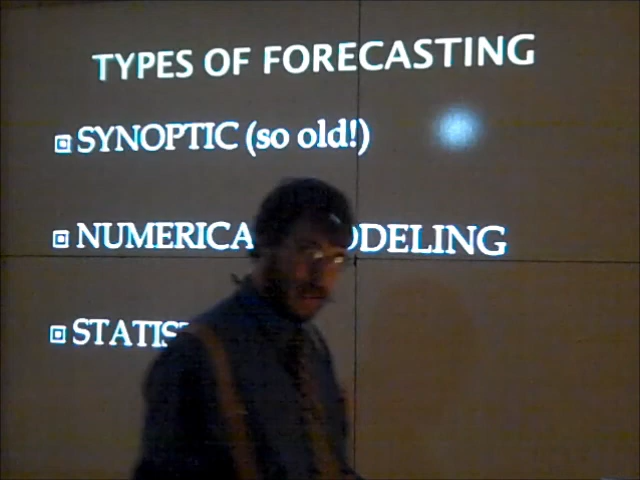 TYPES OF FORECASTING
SYNOPTIC (so old!)
NUMERICA ODELING
STATIS